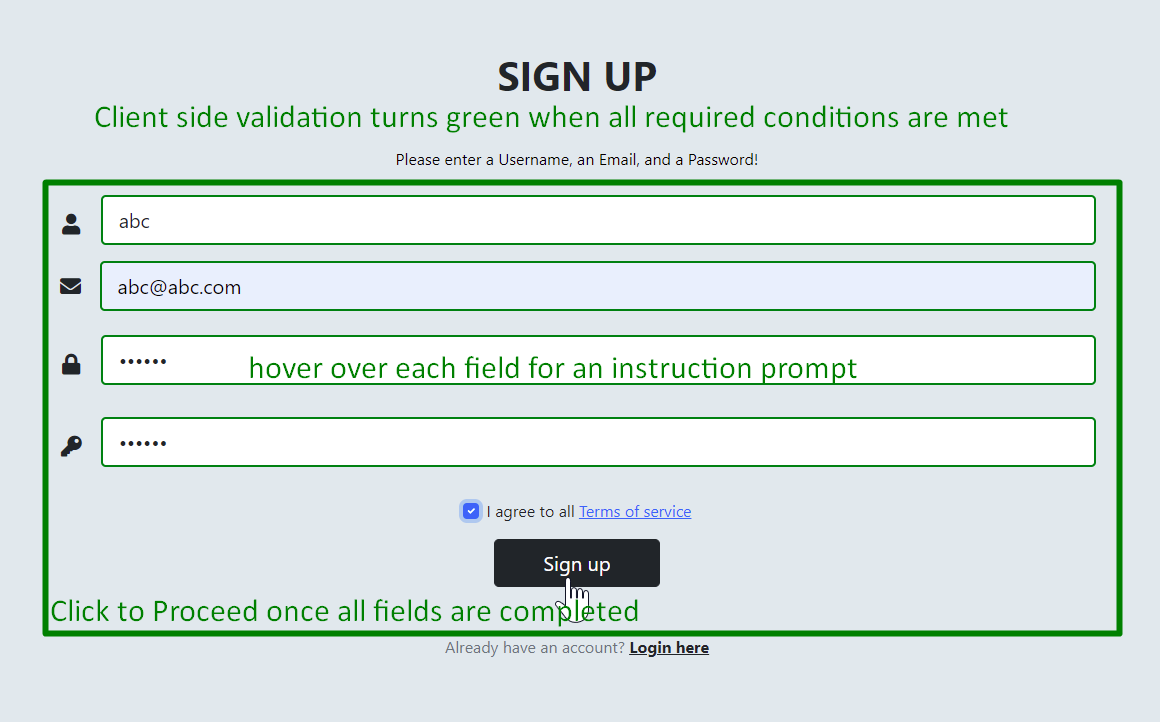 SIGN UP
Client side validation turns green when all required conditions are met
Please enter a Username, an Email, and a Password!
abc
abc@abc.com
••••••
hover over each field for an instruction prompt
••••••
I agree to all Terms of service
Sign up
Click to Proceed once all fields are completed
Already have an account? Login here